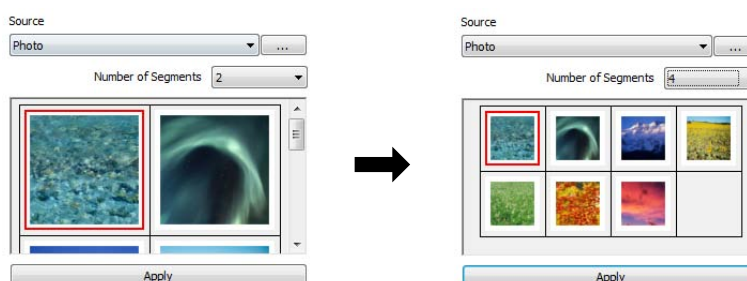 Source
Photo ...
Number of Segments 2
Apply
Source
Photo ...
Number of Segments 4
Apply